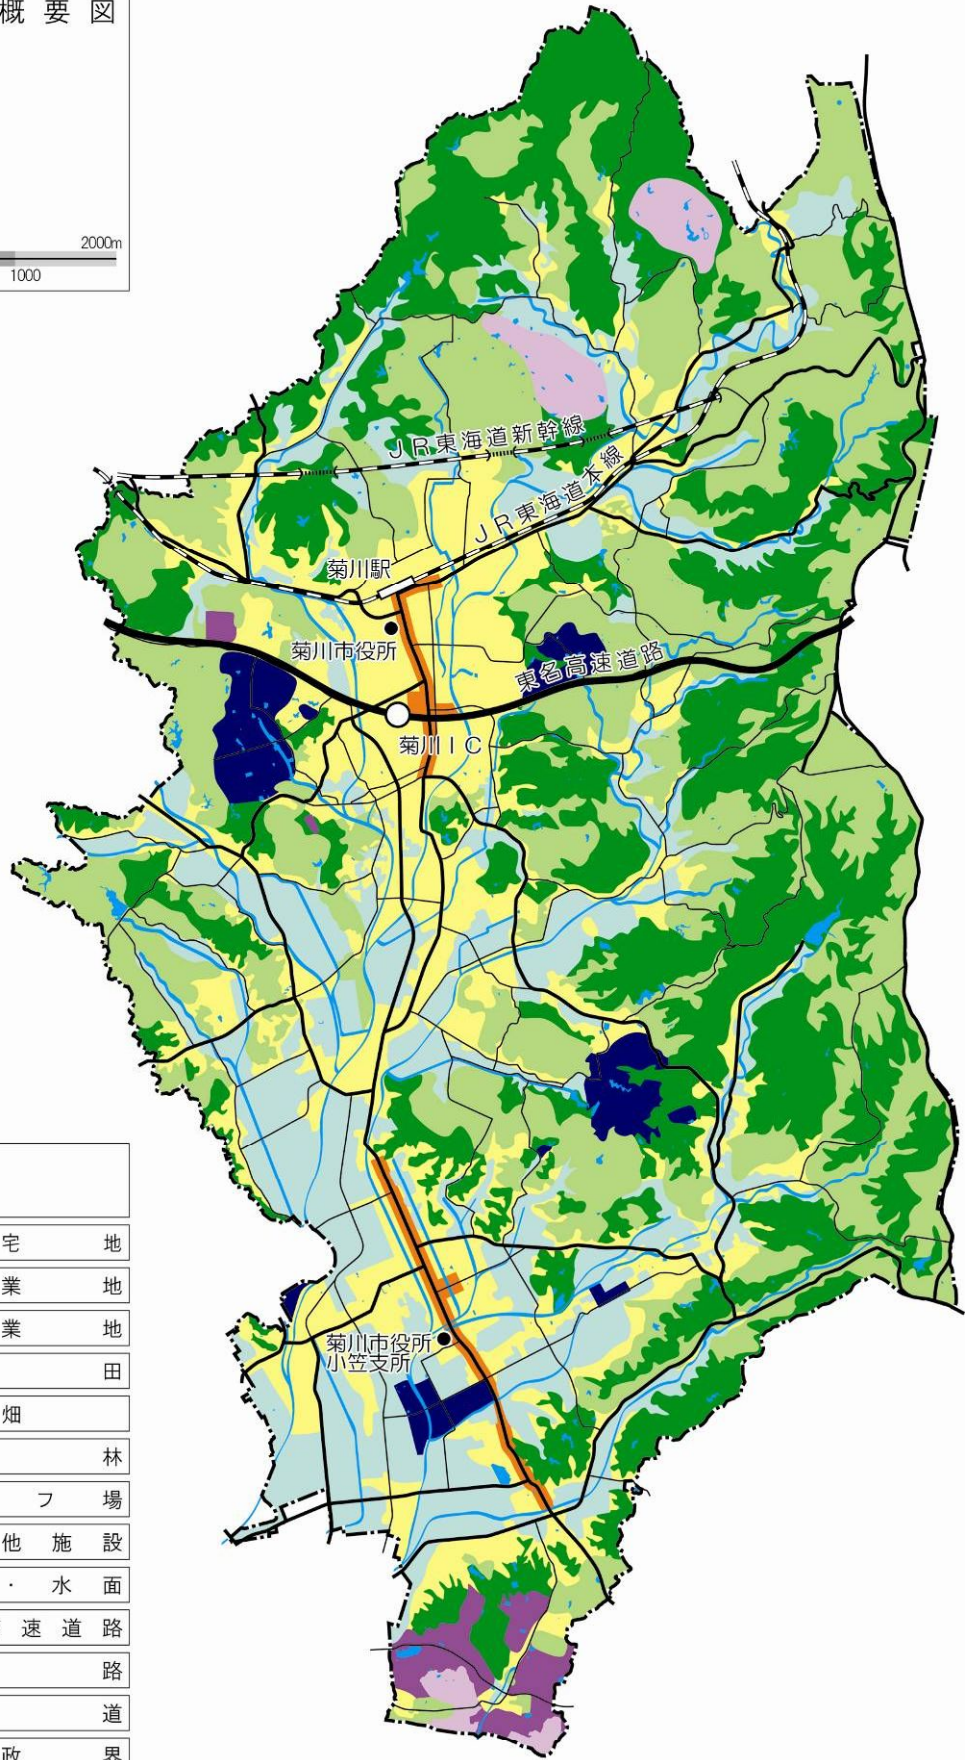 概要図
2000m
1000
JR東海道新幹線
JR東海道本線
菊川駅
菊川市役所
東名高速道路
菊川IC
菊川市役所
小笠支所
宅地
業地
業地
田
畑
林
フ場
他施設
・水面
速道路
路
道
政界